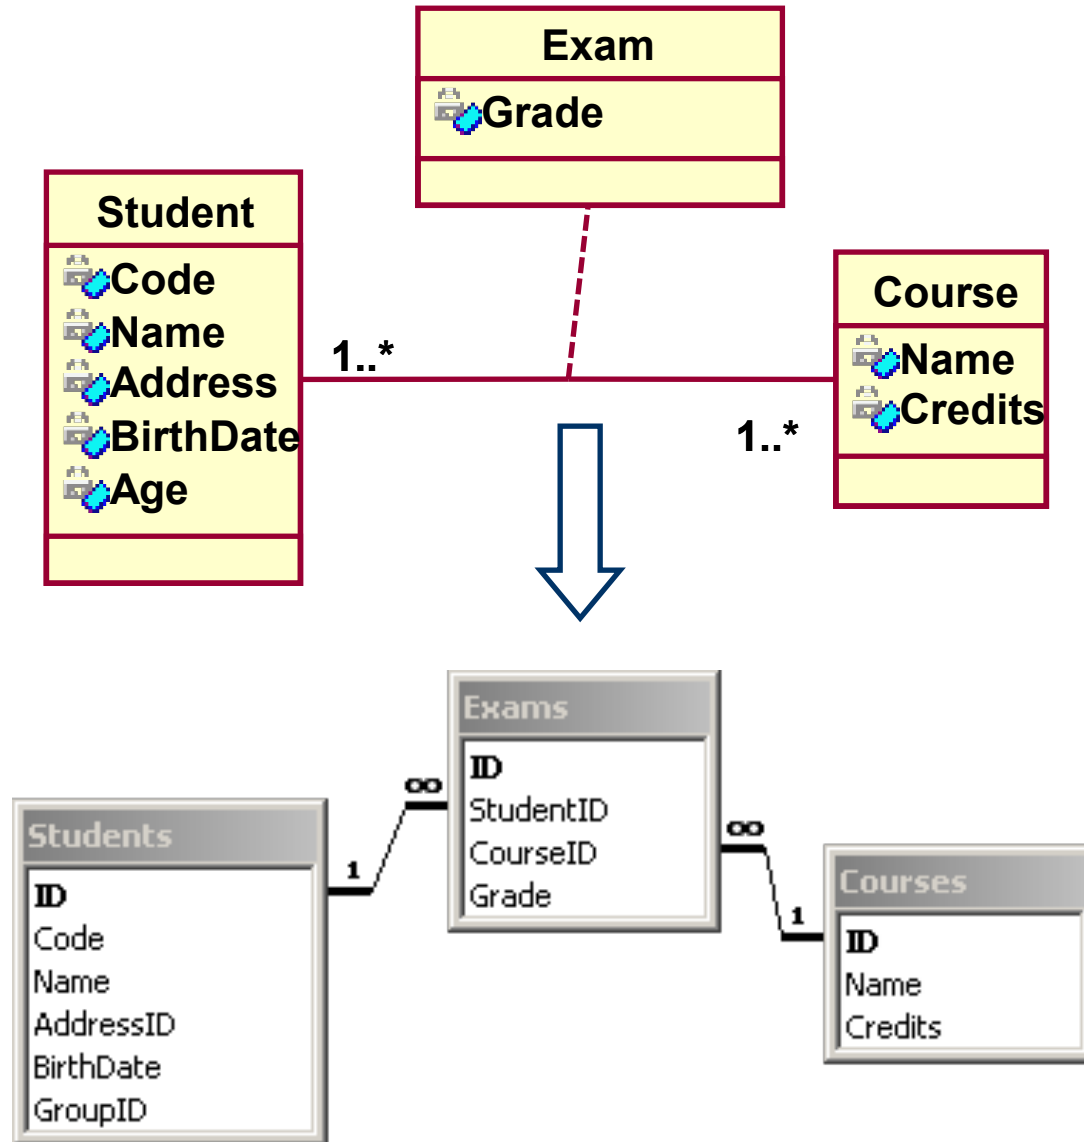 Exam
Grade
Student
Code
Name
Address
BirthDate
Age
1..*
1..*
Course
Name
Credits
Exams
ID
StudentID
CourseID
Grade
∞
1
∞
1
Students
ID
Code
Name
AddressID
BirthDate
GroupID
Courses
ID
Name
Credits